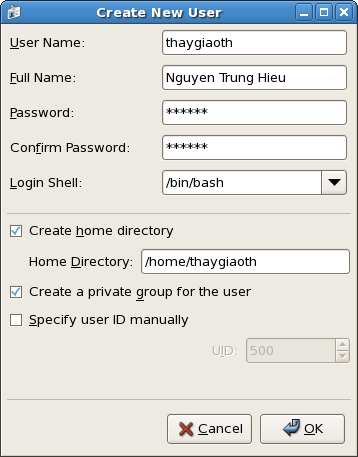 Create New User
User Name: thaygiaoth
Full Name: Nguyen Trung Hieu
Password: ******
Confirm Password: ******
Login Shell: /bin/bash
Create home directory
Home Directory: /home/thaygiaoth
Create a private group for the user
Specify user ID manually
UID: 500
Cancel OK